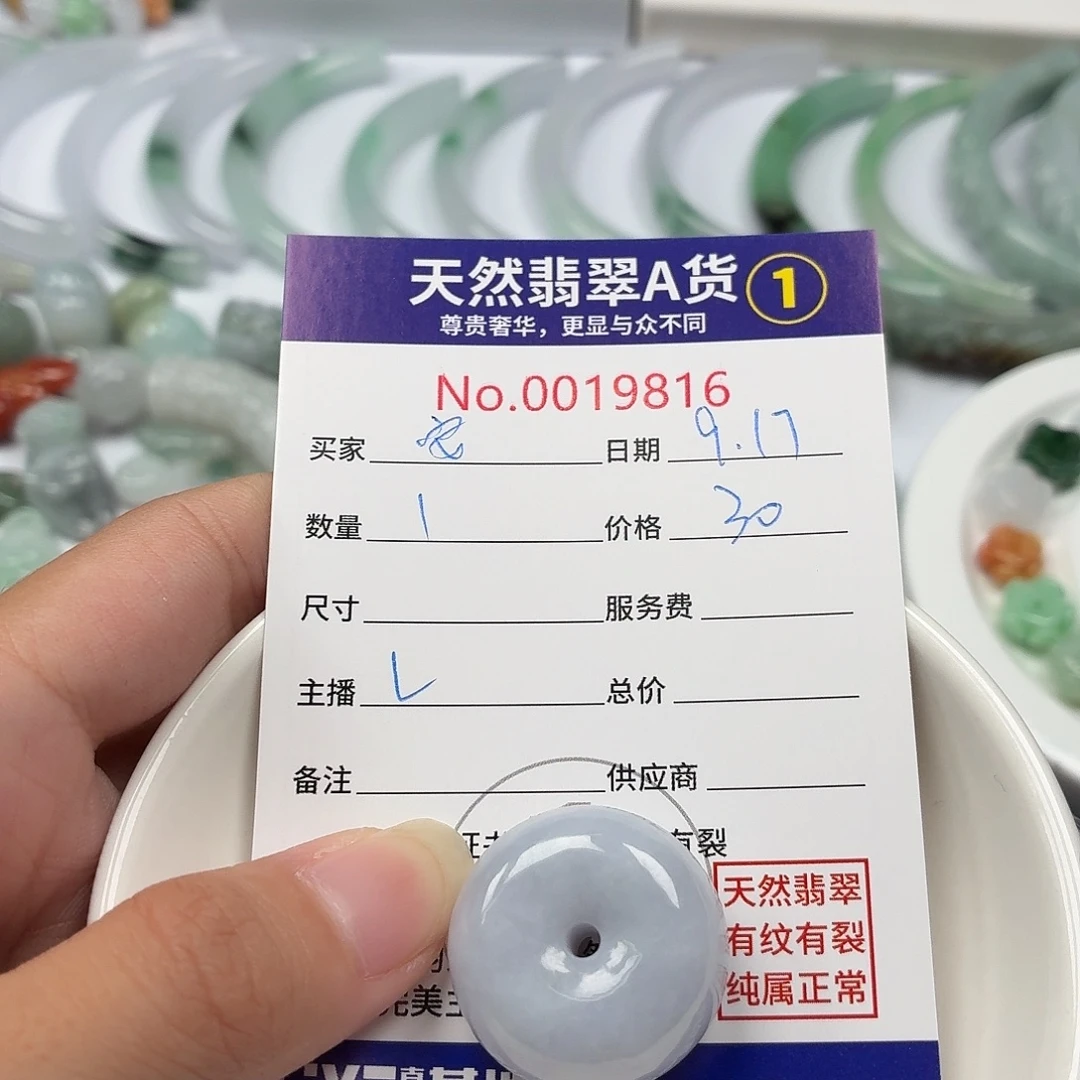 天然翡翠A货 1
尊贵奢华，更显与众不同
No.0019816
买家 日期 9.17
数量 1 价格 30
尺寸 服务费
主播 L 总价
备注 供应商
有裂
天然翡翠
有纹有裂
纯属正常
完美主